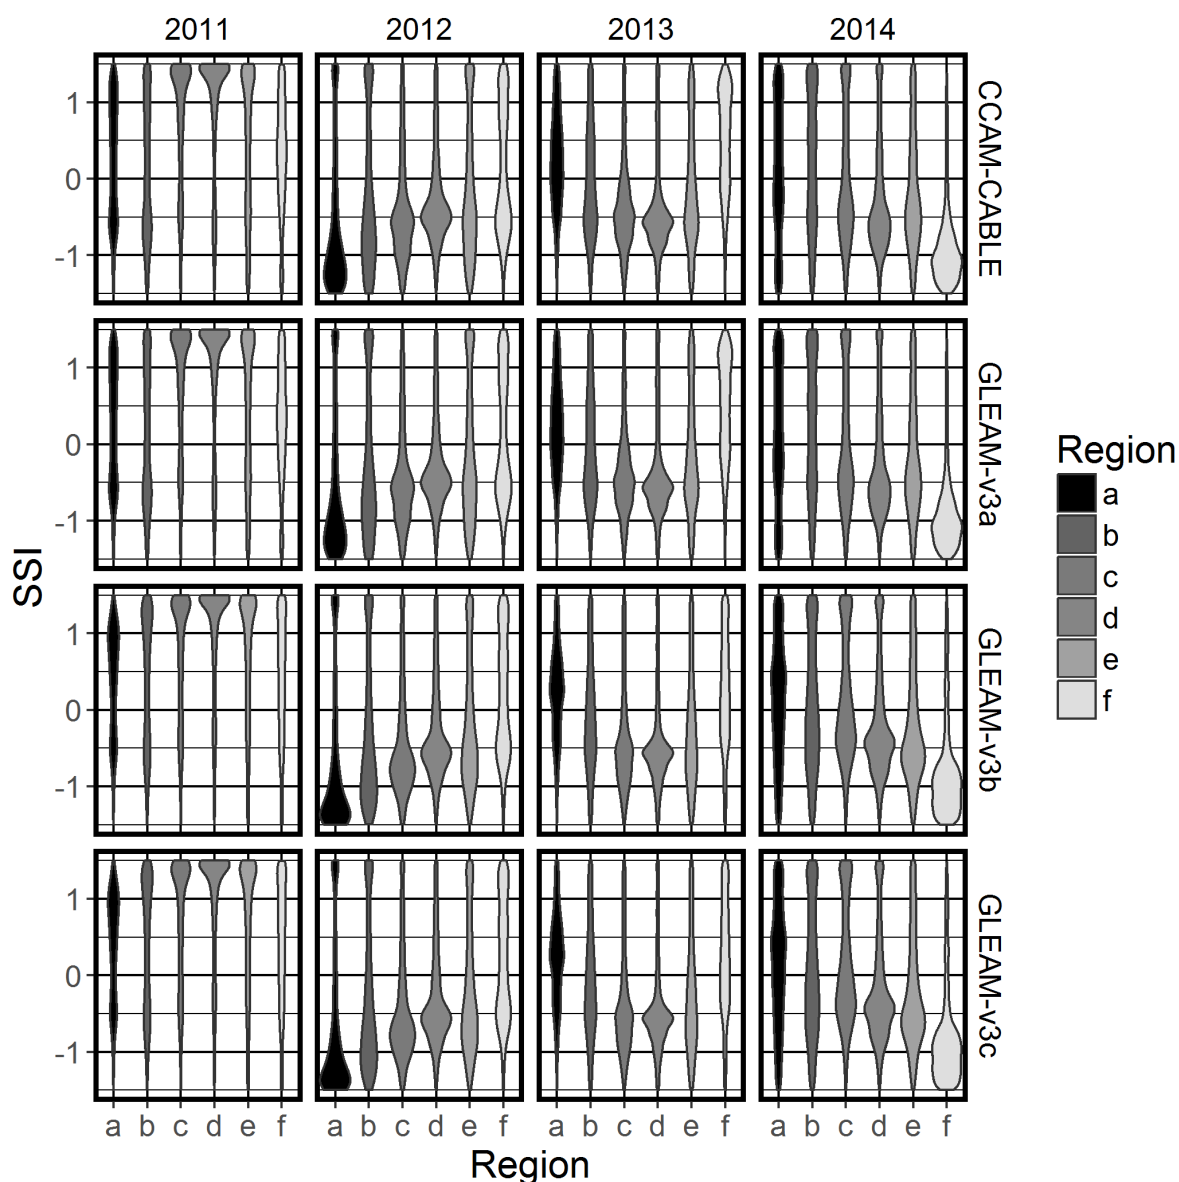 2011 2012 2013 2014
1
0
-1
CCAM-CABLE
1
0
-1
GLEAM-v3a
1
0
-1
GLEAM-v3b
1
0
-1
GLEAM-v3c
SSI
a b c d e f a b c d e f a b c d e f a b c d e f
Region
Region
a
b
c
d
e
f